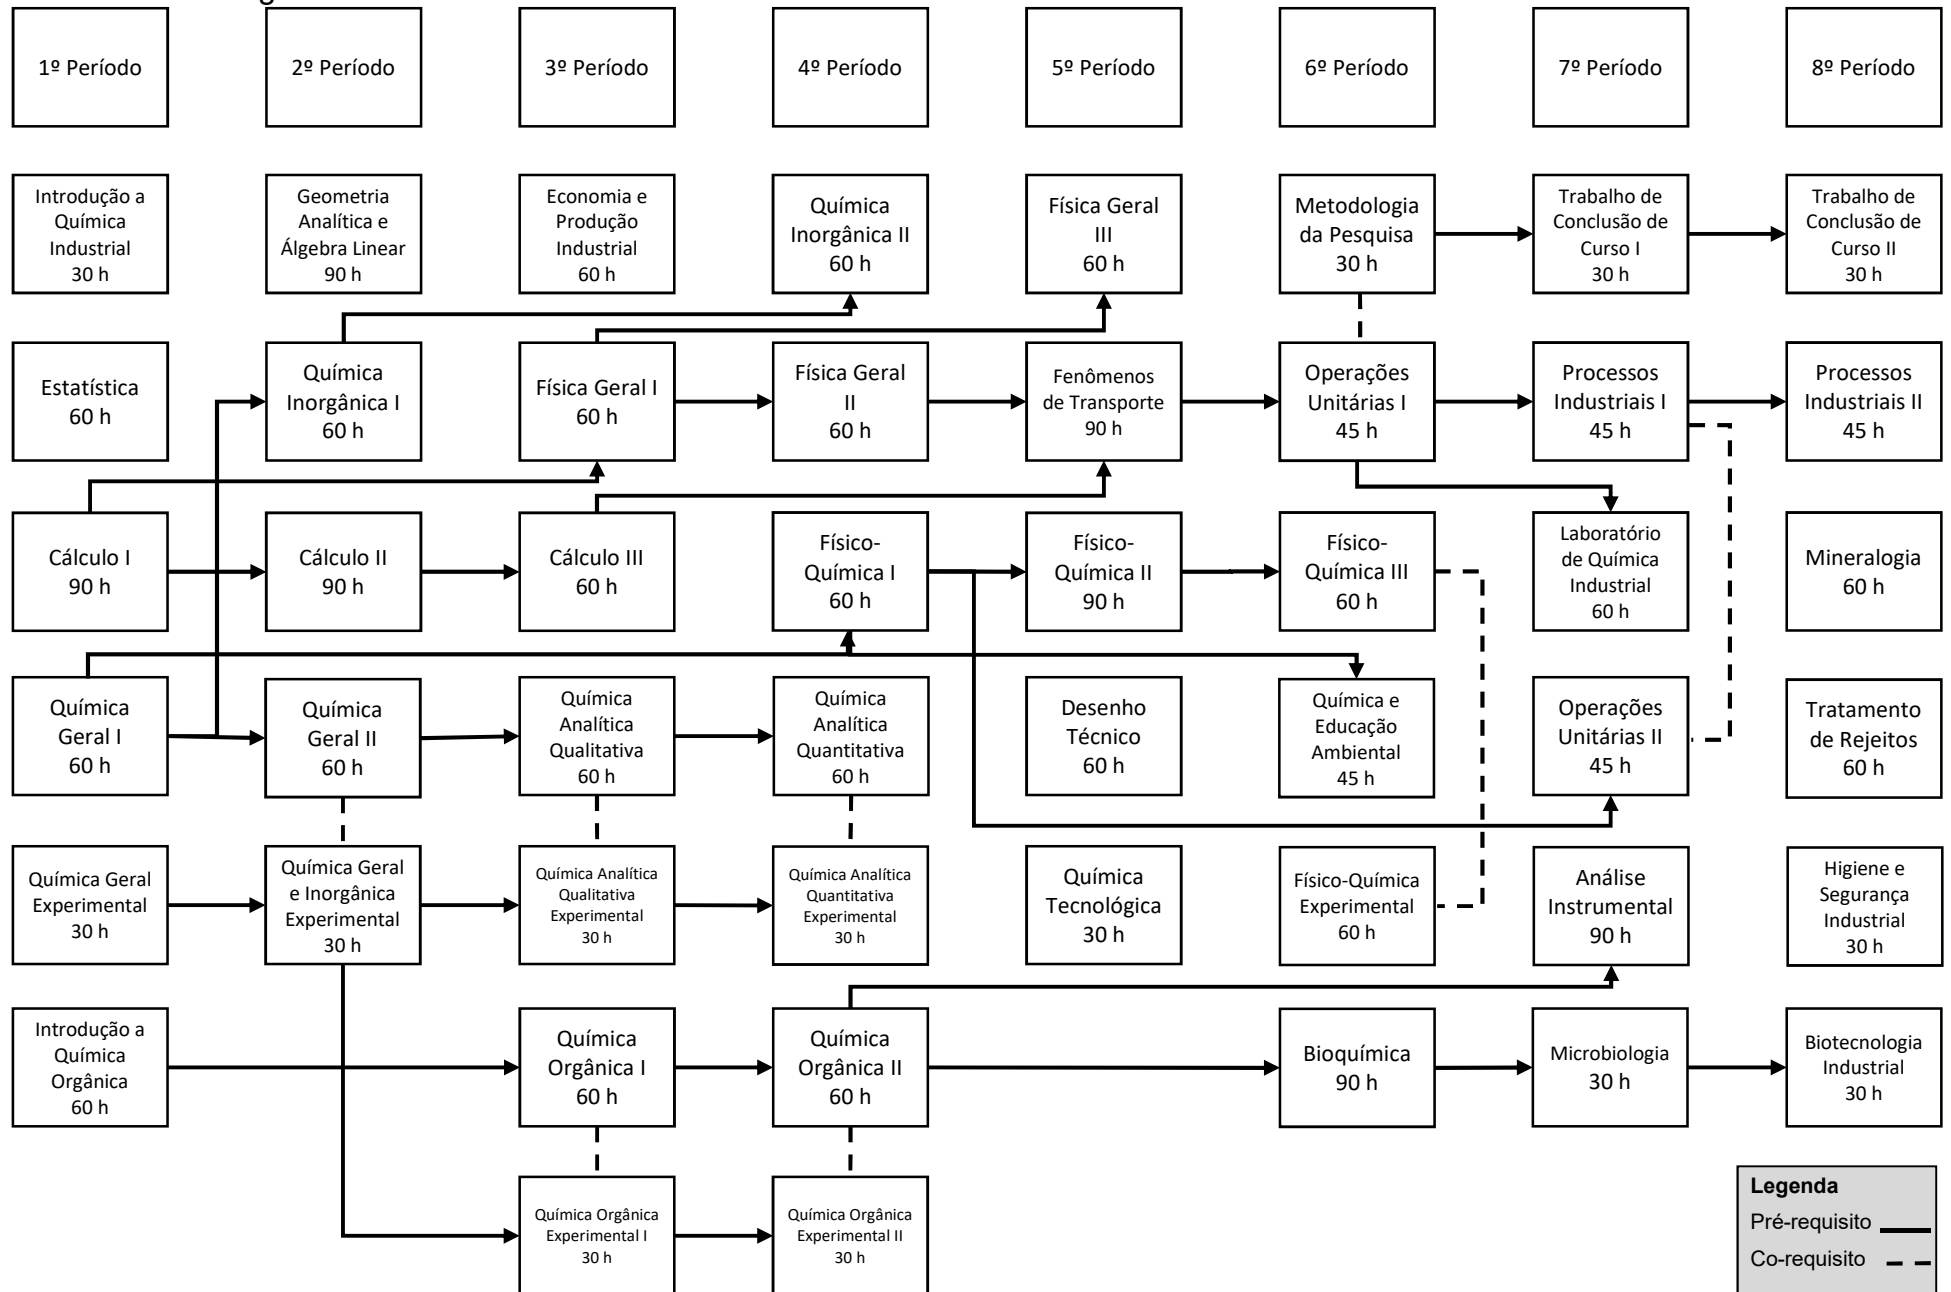 1º Período
2º Período
3º Período
4º Período
5º Período
6º Período
7º Período
8º Período
Introdução a
Química
Industrial
30 h
Geometria
Analítica e
Álgebra Linear
90 h
Economia e
Produção
Industrial
60 h
Química
Inorgânica II
60 h
Física Geral
III
60 h
Metodologia
da Pesquisa
30 h
Trabalho de
Conclusão de
Curso I
30 h
Trabalho de
Conclusão de
Curso II
30 h
Estatística
60 h
Química
Inorgânica I
60 h
Física Geral I
60 h
Física Geral
II
60 h
Fenômenos
de Transporte
90 h
Operações
Unitárias I
45 h
Processos
Industriais I
45 h
Processos
Industriais II
45 h
Cálculo I
90 h
Cálculo II
90 h
Cálculo III
60 h
Físico-
Química I
60 h
Físico-
Química II
90 h
Físico-
Química III
60 h
Laboratório
de Química
Industrial
60 h
Mineralogia
60 h
Química
Geral I
60 h
Química
Geral II
60 h
Química
Analítica
Qualitativa
60 h
Química
Analítica
Quantitativa
60 h
Desenho
Técnico
60 h
Química e
Educação
Ambiental
45 h
Operações
Unitárias II
45 h
Tratamento
de Rejeitos
60 h
Química Geral
Experimental
30 h
Química Geral
e Inorgânica
Experimental
30 h
Química Analítica
Qualitativa
Experimental
30 h
Química Analítica
Quantitativa
Experimental
30 h
Química
Tecnológica
30 h
Físico-Química
Experimental
60 h
Análise
Instrumental
90 h
Higiene e
Segurança
Industrial
30 h
Introdução a
Química
Orgânica
60 h
Química
Orgânica I
60 h
Química
Orgânica II
60 h
Bioquímica
90 h
Microbiologia
30 h
Biotecnologia
Industrial
30 h
Química Orgânica
Experimental I
30 h
Química Orgânica
Experimental II
30 h
Legenda
Pré-requisito
Co-requisito